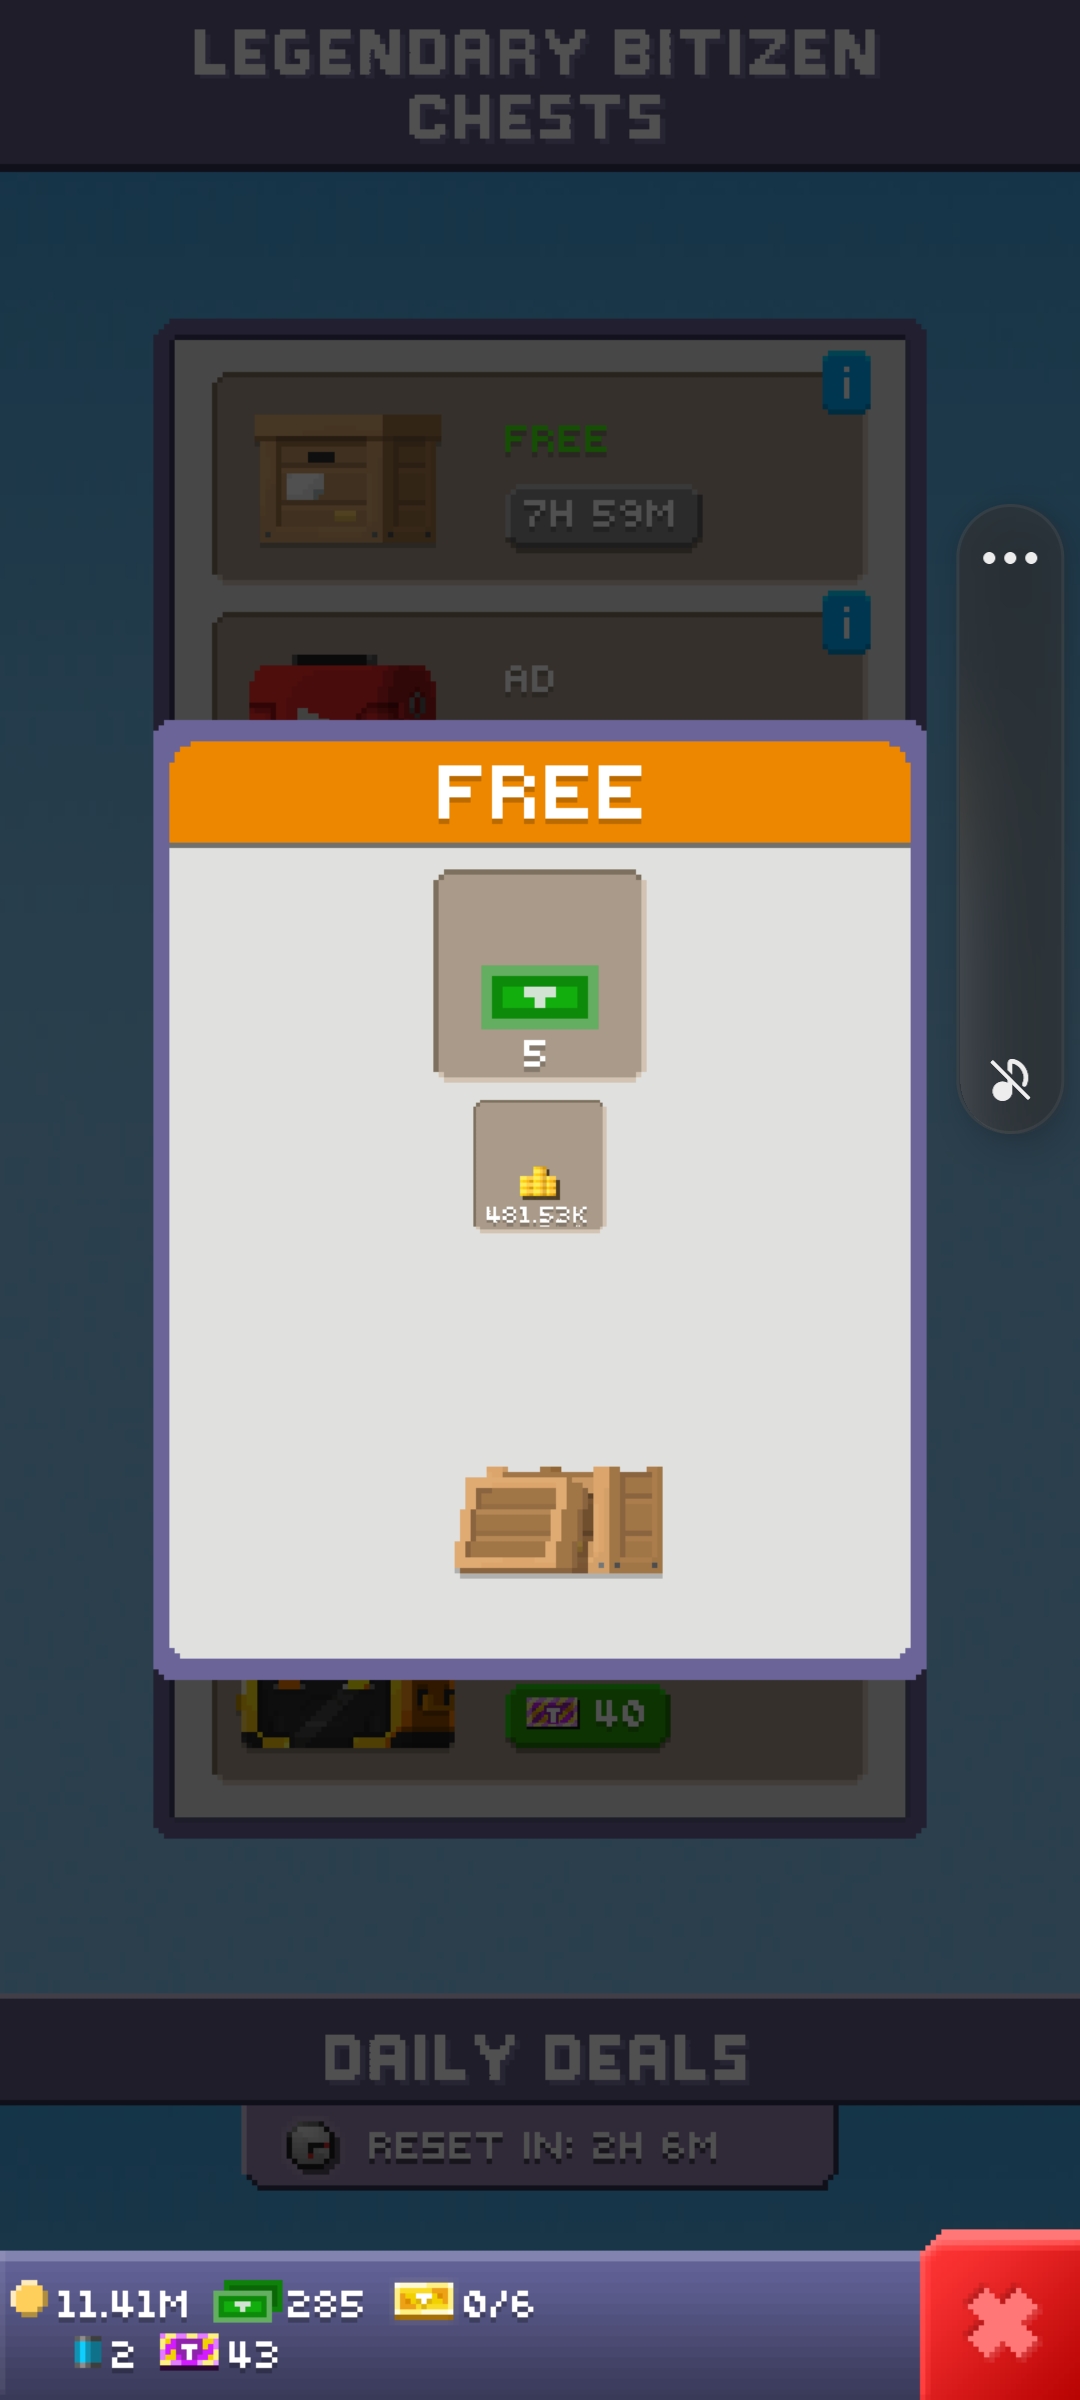 LEGENDARY BITIZEN
CHESTS
i
FREE
7H 59M
i
AD
FREE
T
5
481.53K
T 40
DAILY DEALS
RESET IN: 2H 6M
11.41M T 285 T 0/6
2 T 43